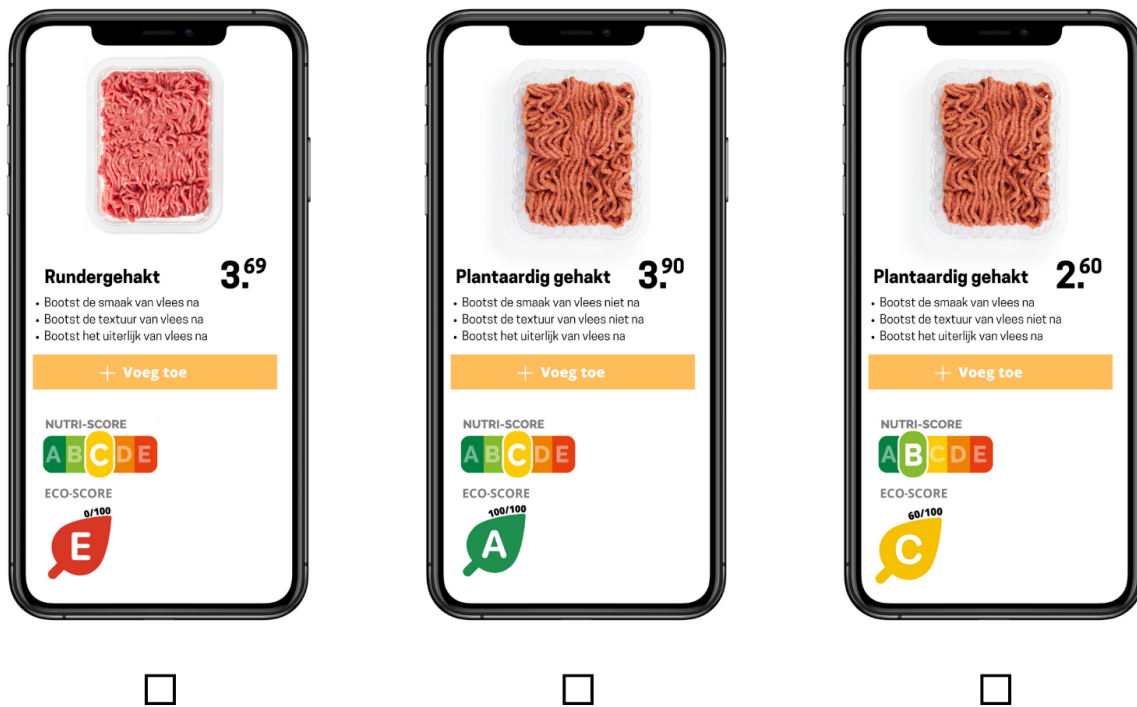 Rundergehakt 3.69
• Bootst de smaak van vlees na
• Bootst de textuur van vlees na
• Bootst het uiterlijk van vlees na
+ Voeg toe
NUTRI-SCORE
A B C D E
ECO-SCORE
0/100
E
Plantaardig gehakt 3.90
• Bootst de smaak van vlees niet na
• Bootst de textuur van vlees niet na
• Bootst het uiterlijk van vlees na
+ Voeg toe
NUTRI-SCORE
A B C D E
ECO-SCORE
100/100
A
Plantaardig gehakt 2.60
• Bootst de smaak van vlees na
• Bootst de textuur van vlees niet na
• Bootst het uiterlijk van vlees na
+ Voeg toe
NUTRI-SCORE
A B C D E
ECO-SCORE
60/100
C